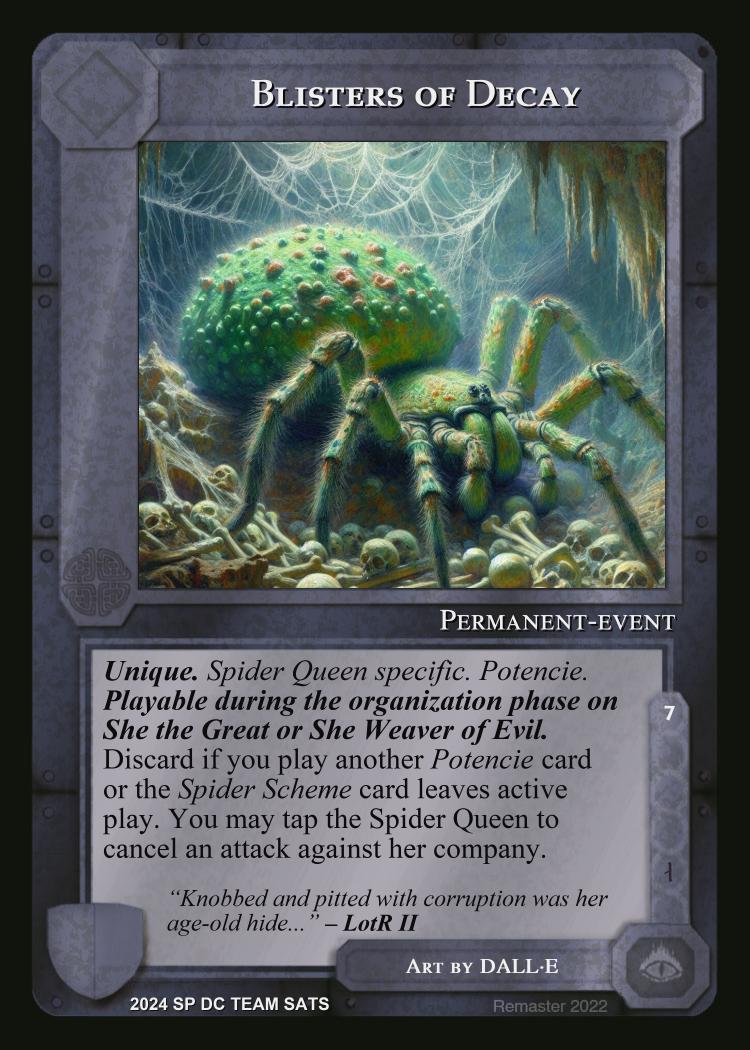 Blisters of Decay
Permanent-event
Unique. Spider Queen specific. Potencie.
Playable during the organization phase on
She the Great or She Weaver of Evil.
Discard if you play another Potencie card
or the Spider Scheme card leaves active
play. You may tap the Spider Queen to
cancel an attack against her company.
7
“Knobbed and pitted with corruption was her
age-old hide...” – LotR II
Art by DALL·E
2024 SP DC TEAM SATS
Remaster 2022